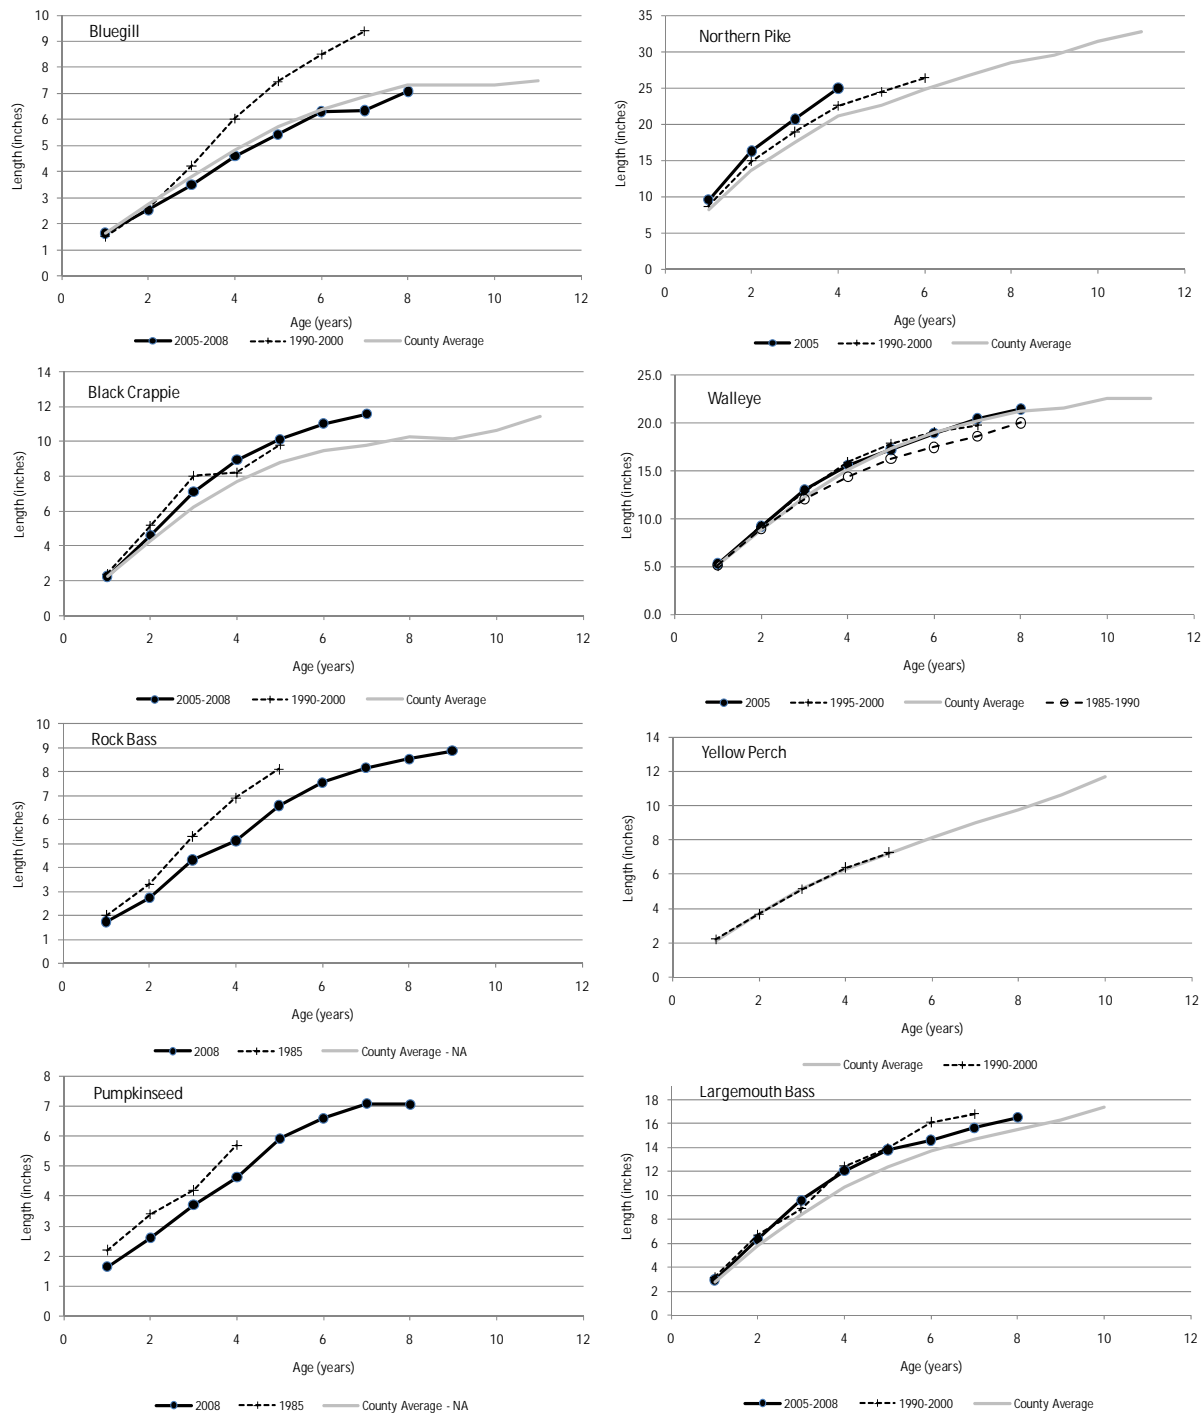 Bluegill
Length (inches)
10
9
8
7
6
5
4
3
2
1
0
0 2 4 6 8 10 12
Age (years)
2005-2008 1990-2000 County Average
Northern Pike
Length (inches)
35
30
25
20
15
10
5
0
0 2 4 6 8 10 12
Age (years)
2005 1990-2000 County Average
Black Crappie
Length (inches)
14
12
10
8
6
4
2
0
0 2 4 6 8 10 12
Age (years)
2005-2008 1990-2000 County Average
Walleye
Length (inches)
25.0
20.0
15.0
10.0
5.0
0.0
0 2 4 6 8 10 12
Age (years)
2005 1995-2000 County Average 1985-1990
Rock Bass
Length (inches)
10
9
8
7
6
5
4
3
2
1
0
0 2 4 6 8 10 12
Age (years)
2008 1985 County Average - NA
Yellow Perch
Length (inches)
14
12
10
8
6
4
2
0
0 2 4 6 8 10 12
Age (years)
County Average 1990-2000
Pumpkinseed
Length (inches)
8
7
6
5
4
3
2
1
0
0 2 4 6 8 10 12
Age (years)
2008 1985 County Average - NA
Largemouth Bass
Length (inches)
18
16
14
12
10
8
6
4
2
0
0 2 4 6 8 10 12
Age (years)
2005-2008 1990-2000 County Average